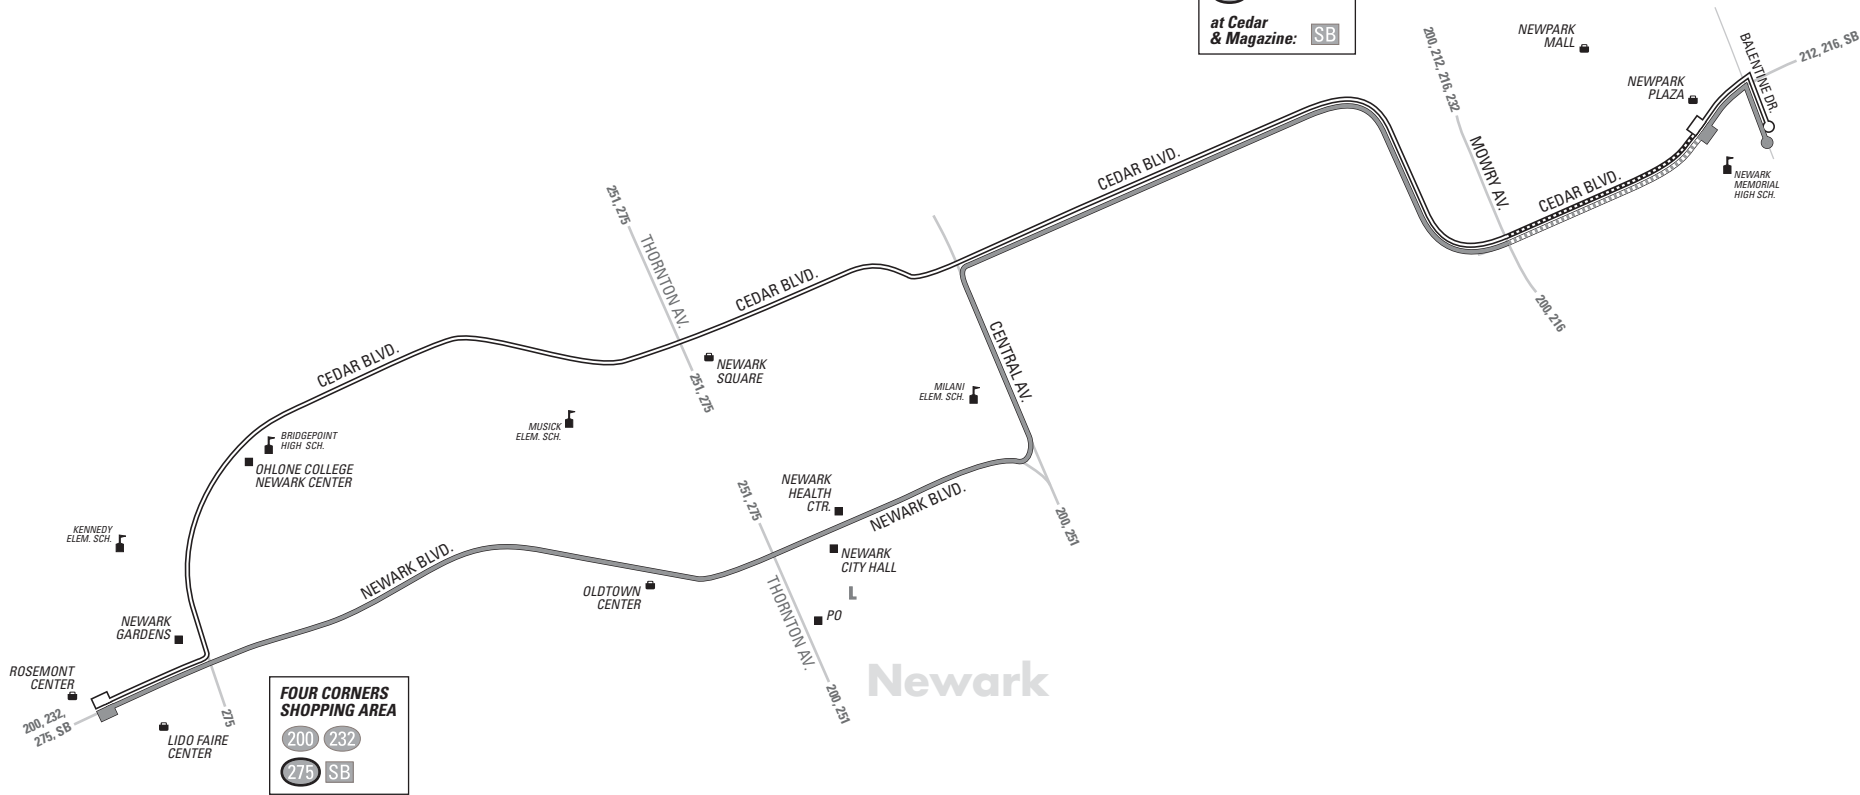 at Cedar
& Magazine: SB
200, 212, 216, 232
NEWPARK
MALL
BALENTINE DR.
212, 216, SB
NEWPARK
PLAZA
MOWRY AV.
CEDAR BLVD.
CEDAR BLVD.
NEWARK
MEMORIAL
HIGH SCH.
251, 275
THORNTON AV.
CEDAR BLVD.
200, 216
CENTRAL AV.
CEDAR BLVD.
NEWARK
SQUARE
251, 275
MILANI
ELEM. SCH.
MUSICK
ELEM. SCH.
BRIDGEPOINT
HIGH SCH.
OHLONE COLLEGE
NEWARK CENTER
NEWARK
HEALTH
CTR.
251, 275
NEWARK BLVD.
200, 251
KENNEDY
ELEM. SCH.
NEWARK BLVD.
NEWARK
CITY HALL
OLDTOWN
CENTER
THORNTON AV.
L
PO
NEWARK
GARDENS
ROSEMONT
CENTER
Newark
200, 251
200, 232,
275, SB
275
LIDO FAIRE
CENTER
FOUR CORNERS
SHOPPING AREA
200 232
275 SB